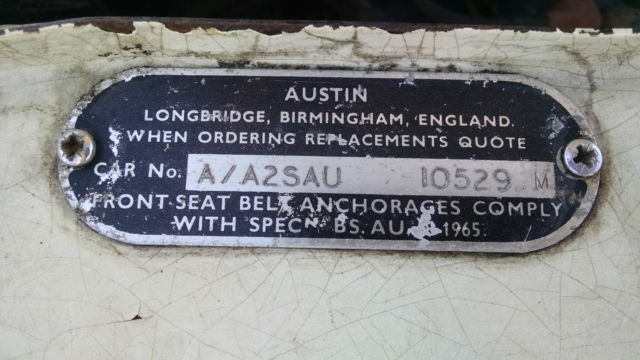 AUSTIN
LONGBRIDGE, BIRMINGHAM, ENGLAND.
WHEN ORDERING REPLACEMENTS QUOTE
CAR No. A/A2SAU 10529 M
FRONT SEAT BELT ANCHORAGES COMPLY
WITH SPECN BS. AU. 1965.